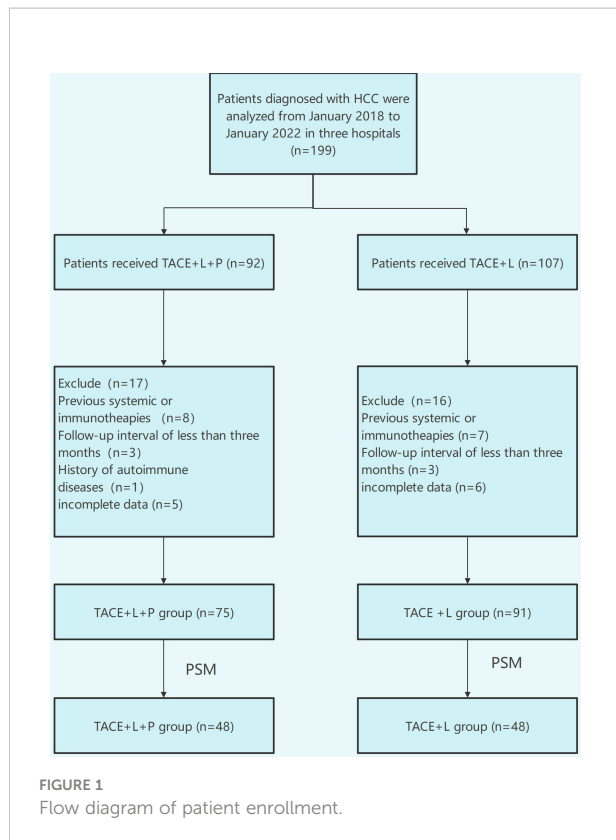 Patients diagnosed with HCC were
analyzed from January 2018 to
January 2022 in three hospitals
(n=199)
Patients received TACE+L+P (n=92)
Patients received TACE+L (n=107)
Exclude (n=17)
Previous systemic or
immunotheapies (n=8)
Follow-up interval of less than three
months (n=3)
History of autoimmune
diseases (n=1)
incomplete data (n=5)
Exclude (n=16)
Previous systemic or
immunotheapies (n=7)
Follow-up interval of less than three
months (n=3)
incomplete data (n=6)
TACE+L+P group (n=75)
TACE +L group (n=91)
PSM
PSM
TACE+L+P group (n=48)
TACE+L group (n=48)
FIGURE 1
Flow diagram of patient enrollment.